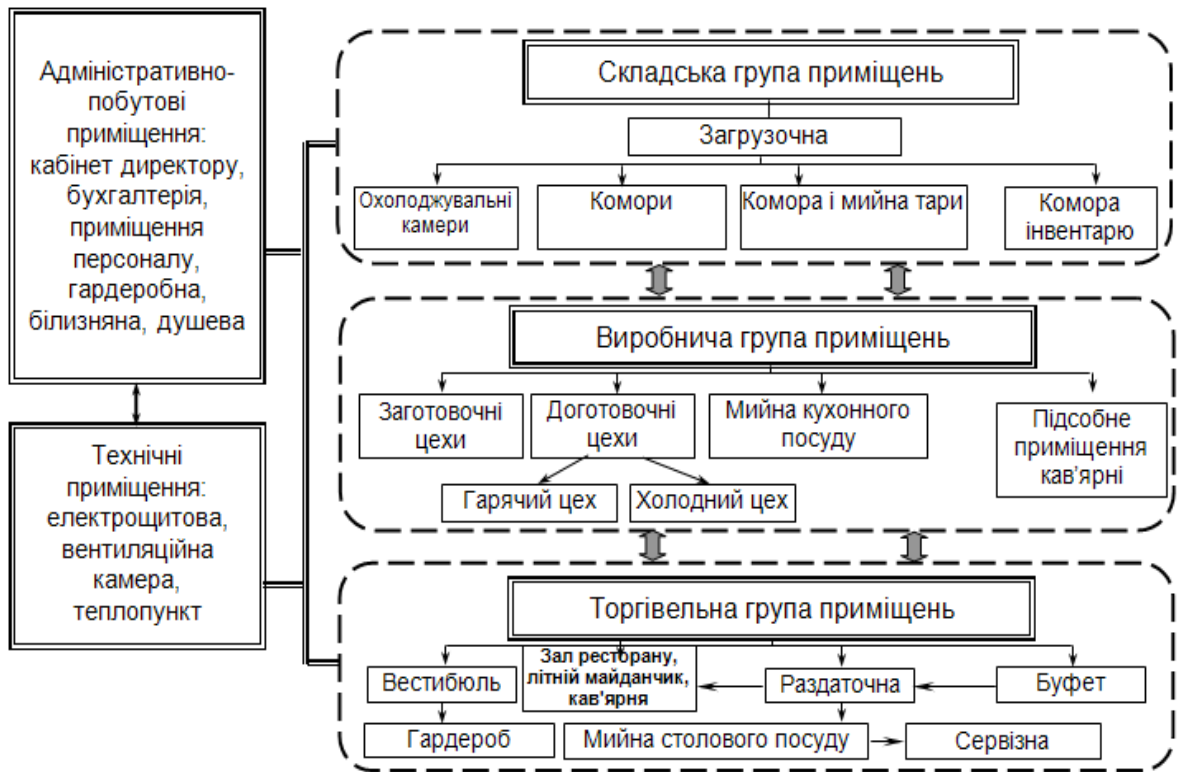 Адміністративно-
побутові
приміщення:
кабінет директору,
бухгалтерія,
приміщення
персоналу,
гардеробна,
білизняна, душева
Технічні
приміщення:
електрощитова,
вентиляційна
камера,
теплопункт
Складська група приміщень
Загрузочна
Охолоджувальні
камери
Комори
Комора і мийна тари
Комора
інвентарю
Виробнича група приміщень
Заготовочні
цехи
Доготовочні
цехи
Мийна кухонного
посуду
Підсобне
приміщення
кав’ярні
Гарячий цех
Холодний цех
Торгівельна група приміщень
Вестибюль
Зал ресторану,
літній майданчик,
кав'ярня
Раздаточна
Буфет
Гардероб
Мийна столового посуду
Сервізна